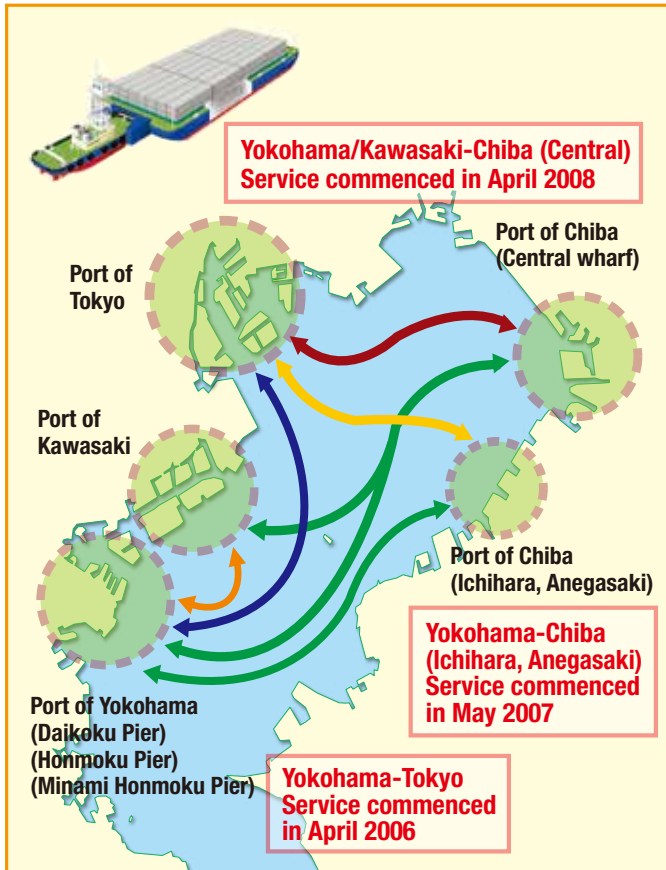 Yokohama/Kawasaki-Chiba (Central)
Service commenced in April 2008
Port of Chiba
(Central wharf)
Port of
Tokyo
Port of
Kawasaki
Port of Chiba
(Ichihara, Anegasaki)
Yokohama-Chiba
(Ichihara, Anegasaki)
Service commenced
in May 2007
Port of Yokohama
(Daikoku Pier)
(Honmoku Pier)
(Minami Honmoku Pier)
Yokohama-Tokyo
Service commenced
in April 2006